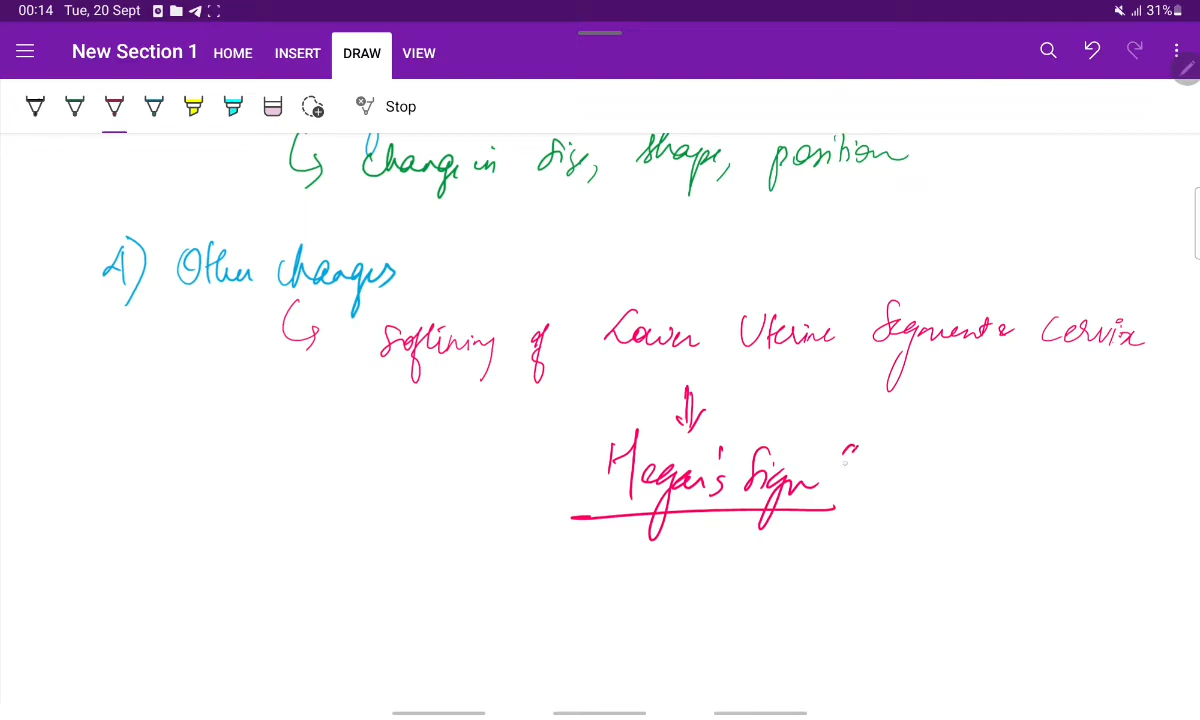 00:14 Tue, 20 Sept 31%
New Section 1 HOME INSERT DRAW VIEW
Stop
↳ Change in size, shape, position
4) Other changes
↳ Softining of Lower Uterine Segment & Cervix
⇓
Hegar's Sign "